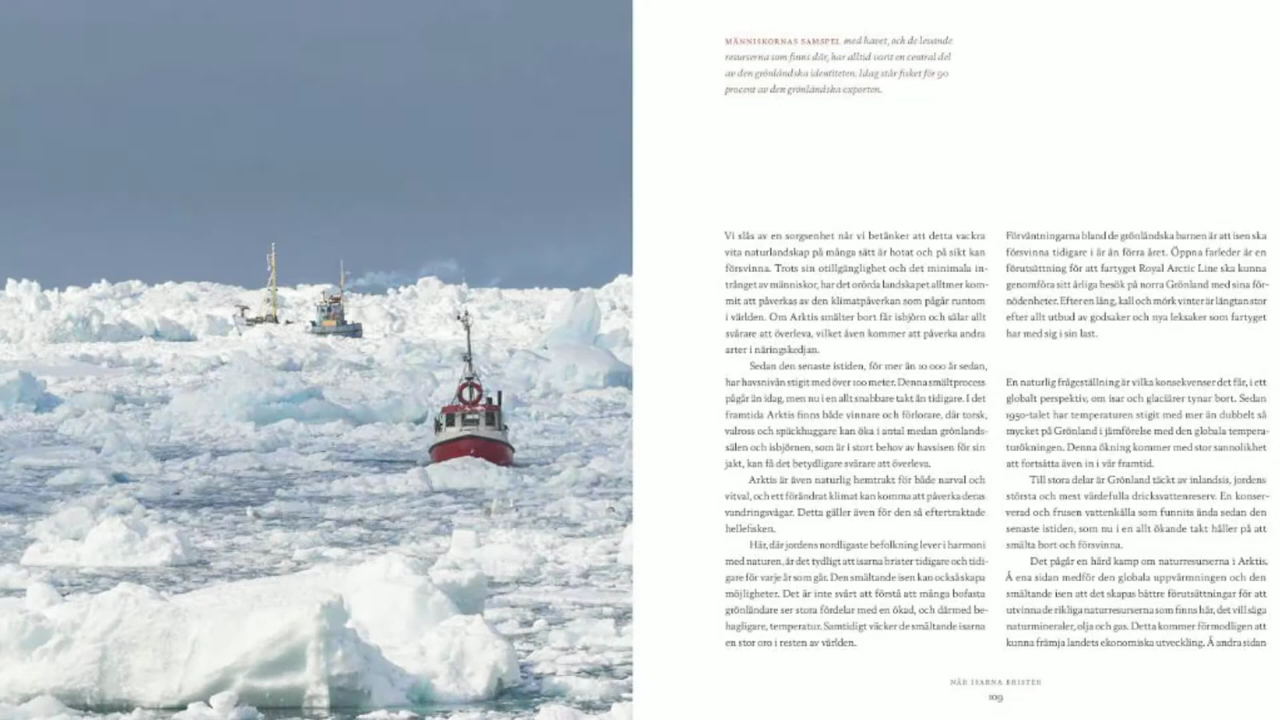 MÄNNISKORNAS SAMSPEL med havet, och de levande
resurserna som finns där, har alltid varit en central del
av den grönländska identiteten. Idag står fisket för 90
procent av den grönländska exporten.
Vi slås av en sorgsenhet når vi betänker att detta vackra
vita naturlandskap på många sätt är hotat och på sikt kan
försvinna. Trots sin otillgänglighet och det minimala in-
trånget av människor, har det orörda landskapet alltmer kom-
mit att påverkas av den klimatpåverkan som pågår runtom
i världen. Om Arktis smälter bort får isbjörn och sälar allt
svårare att överleva, vilket även kommer att påverka andra
arter i näringskedjan.
Sedan den senaste istiden, för mer än 10 000 år sedan,
har havsnivån stigit med över 100 meter. Denna smältprocess
pågår än idag, men nu i en allt snabbare takt än tidigare. I det
framtida Arktis finns både vinnare och förlorare, där torsk,
valross och späckhuggare kan öka i antal medan grönlands-
sälen och isbjörnen, som är i stort behov av havsisen för sin
jakt, kan få det betydligare svårare att överleva.
Arktis är även naturlig hemtrakt för både narval och
vitval, och ett förändrat klimat kan komma att påverka deras
vandringsvägar. Detta gäller även för den så eftertraktade
hellefisken.
Här, där jordens nordligaste befolkning lever i harmoni
med naturen, är det tydligt att isarna brister tidigare och tidi-
gare för varje år som går. Den smältande isen kan också skapa
möjligheter. Det är inte svårt att förstå att många bofasta
grönländare ser stora fördelar med en ökad, och därmed be-
hagligare, temperatur. Samtidigt väcker de smältande isarna
en stor oro i resten av världen.
Förväntningarna bland de grönländska barnen är att isen ska
försvinna tidigare i år än förra året. Öppna farleder är en
förutsättning för att fartyget Royal Arctic Line ska kunna
genomföra sitt årliga besök på norra Grönland med sina för-
nödenheter. Efter en lång, kall och mörk vinter är längtan stor
efter allt utbud av godsaker och nya leksaker som fartyget
har med sig i sin last.
En naturlig frågeställning är vilka konsekvenser det får, i ett
globalt perspektiv, om isar och glaciärer tynar bort. Sedan
1950-talet har temperaturen stigit med mer än dubbelt så
mycket på Grönland i jämförelse med den globala tempera-
turökningen. Denna ökning kommer med stor sannolikhet
att fortsätta även in i vår framtid.
Till stora delar är Grönland täckt av inlandsis, jordens
största och mest värdefulla dricksvattenreserv. En konser-
verad och frusen vattenkälla som funnits ända sedan den
senaste istiden, som nu i en allt ökande takt håller på att
smälta bort och försvinna.
Det pågår en hård kamp om naturresurserna i Arktis.
Å ena sidan medför den globala uppvärmningen och den
smältande isen att det skapas bättre förutsättningar för att
utvinna de rikliga naturresurserna som finns här, det vill säga
naturmineraler, olja och gas. Detta kommer förmodligen att
kunna främja landets ekonomiska utveckling. Å andra sidan
NÄR ISARNA BRISTER
109